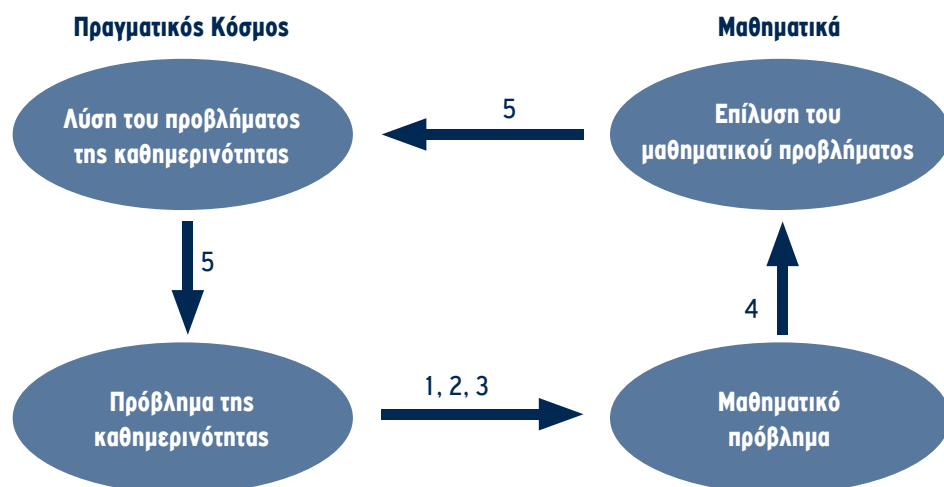 Πραγματικός Κόσμος
Μαθηματικά
Λύση του προβλήματος
της καθημερινότητας
5
Επίλυση του
μαθηματικού προβλήματος
5
4
Πρόβλημα της
καθημερινότητας
1, 2, 3
Μαθηματικό
πρόβλημα